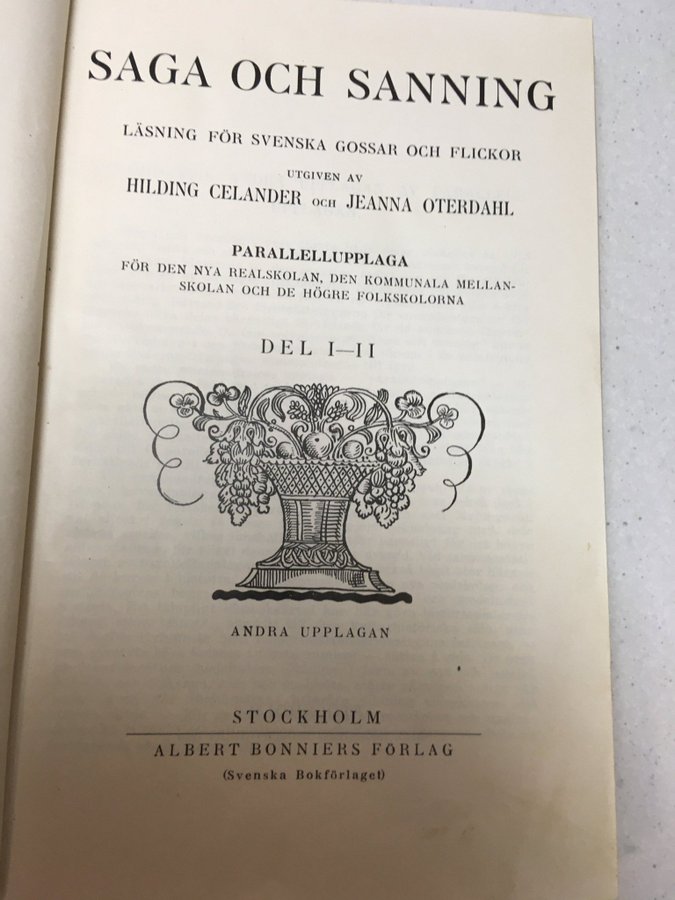 SAGA OCH SANNING
LÄSNING FÖR SVENSKA GOSSAR OCH FLICKOR
UTGIVEN AV
HILDING CELANDER OCH JEANNA OTERDAHL
PARALLELLUPPLAGA
FÖR DEN NYA REALSKOLAN, DEN KOMMUNALA MELLAN-
SKOLAN OCH DE HÖGRE FOLKSKOLORNA
DEL I—II
ANDRA UPPLAGAN
STOCKHOLM
ALBERT BONNIERS FÖRLAG
(Svenska Bokförlaget)